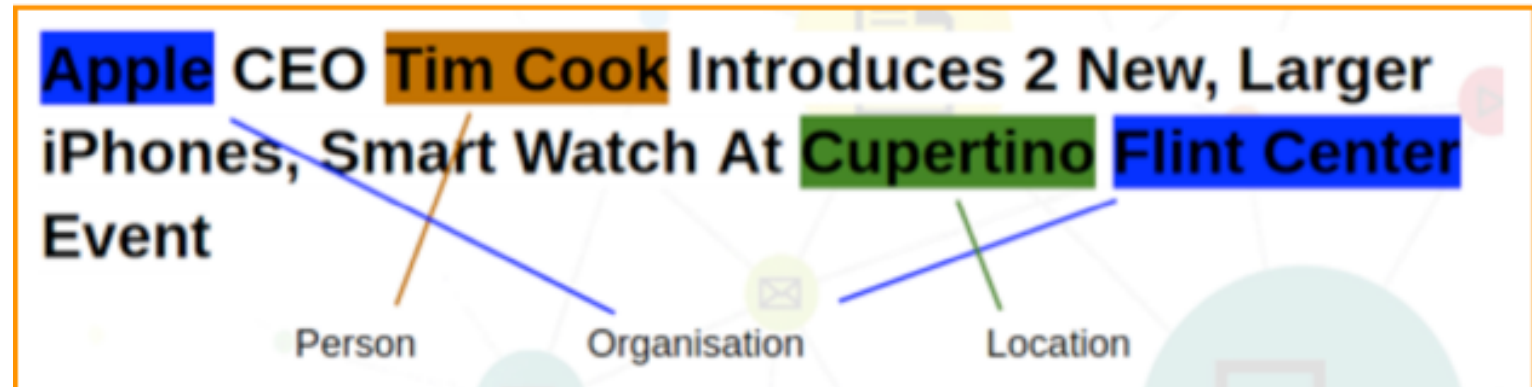 Apple CEO Tim Cook Introduces 2 New, Larger
iPhones, Smart Watch At Cupertino Flint Center
Event
Person Organisation Location